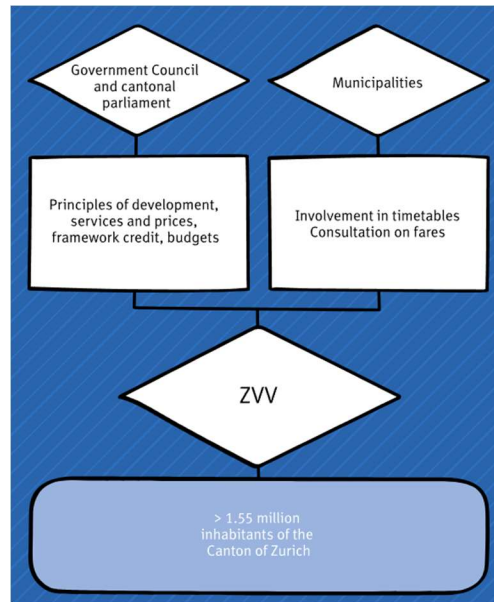 Government Council
and cantonal
parliament
Municipalities
Principles of development,
services and prices,
framework credit, budgets
Involvement in timetables
Consultation on fares
ZVV
> 1.55 million
inhabitants of the
Canton of Zurich